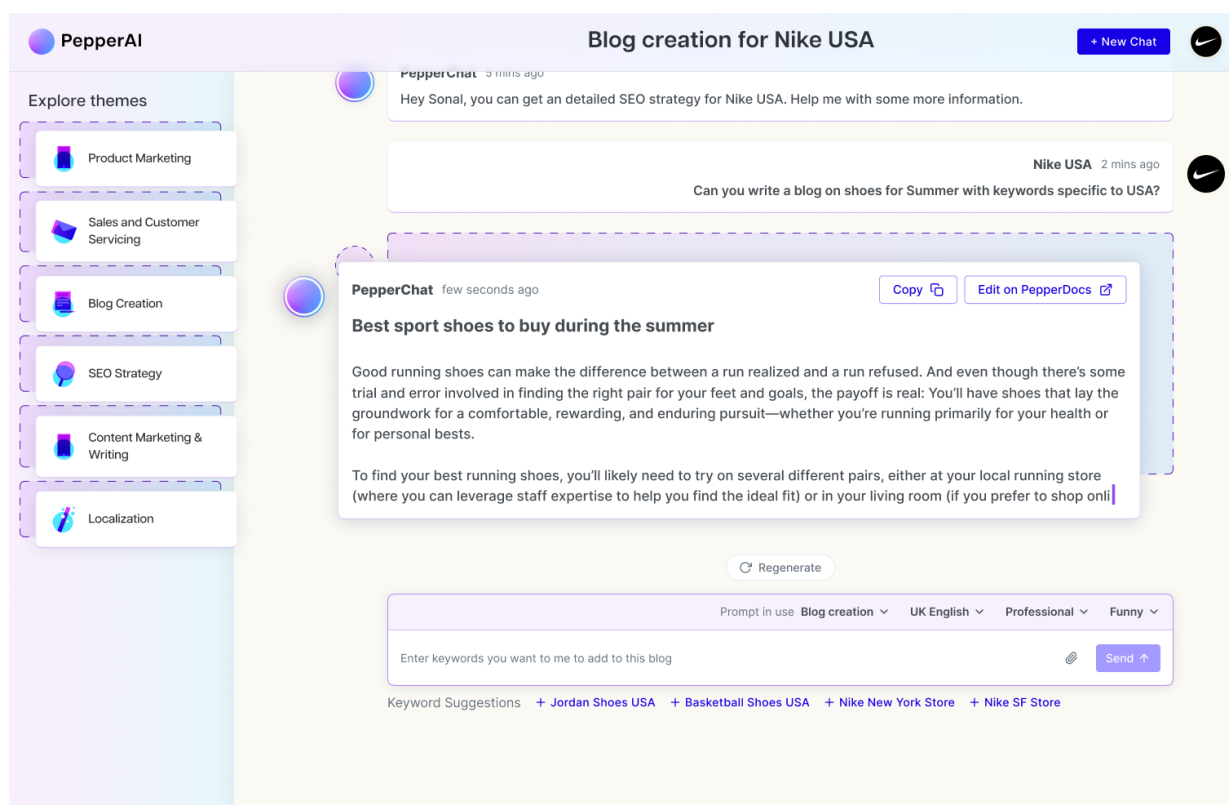 PepperAI
Blog creation for Nike USA
+ New Chat
Explore themes
Product Marketing
Sales and Customer
Servicing
Blog Creation
SEO Strategy
Content Marketing &
Writing
Localization
PepperChat 5 mins ago
Hey Sonal, you can get an detailed SEO strategy for Nike USA. Help me with some more information.
Nike USA 2 mins ago
Can you write a blog on shoes for Summer with keywords specific to USA?
PepperChat few seconds ago
Copy
Edit on PepperDocs
Best sport shoes to buy during the summer
Good running shoes can make the difference between a run realized and a run refused. And even though there’s some
trial and error involved in finding the right pair for your feet and goals, the payoff is real: You’ll have shoes that lay the
groundwork for a comfortable, rewarding, and enduring pursuit—whether you’re running primarily for your health or
for personal bests.
To find your best running shoes, you’ll likely need to try on several different pairs, either at your local running store
(where you can leverage staff expertise to help you find the ideal fit) or in your living room (if you prefer to shop onli
Regenerate
Prompt in use Blog creation UK English Professional Funny
Enter keywords you want to me to add to this blog
Send
Keyword Suggestions + Jordan Shoes USA + Basketball Shoes USA + Nike New York Store + Nike SF Store